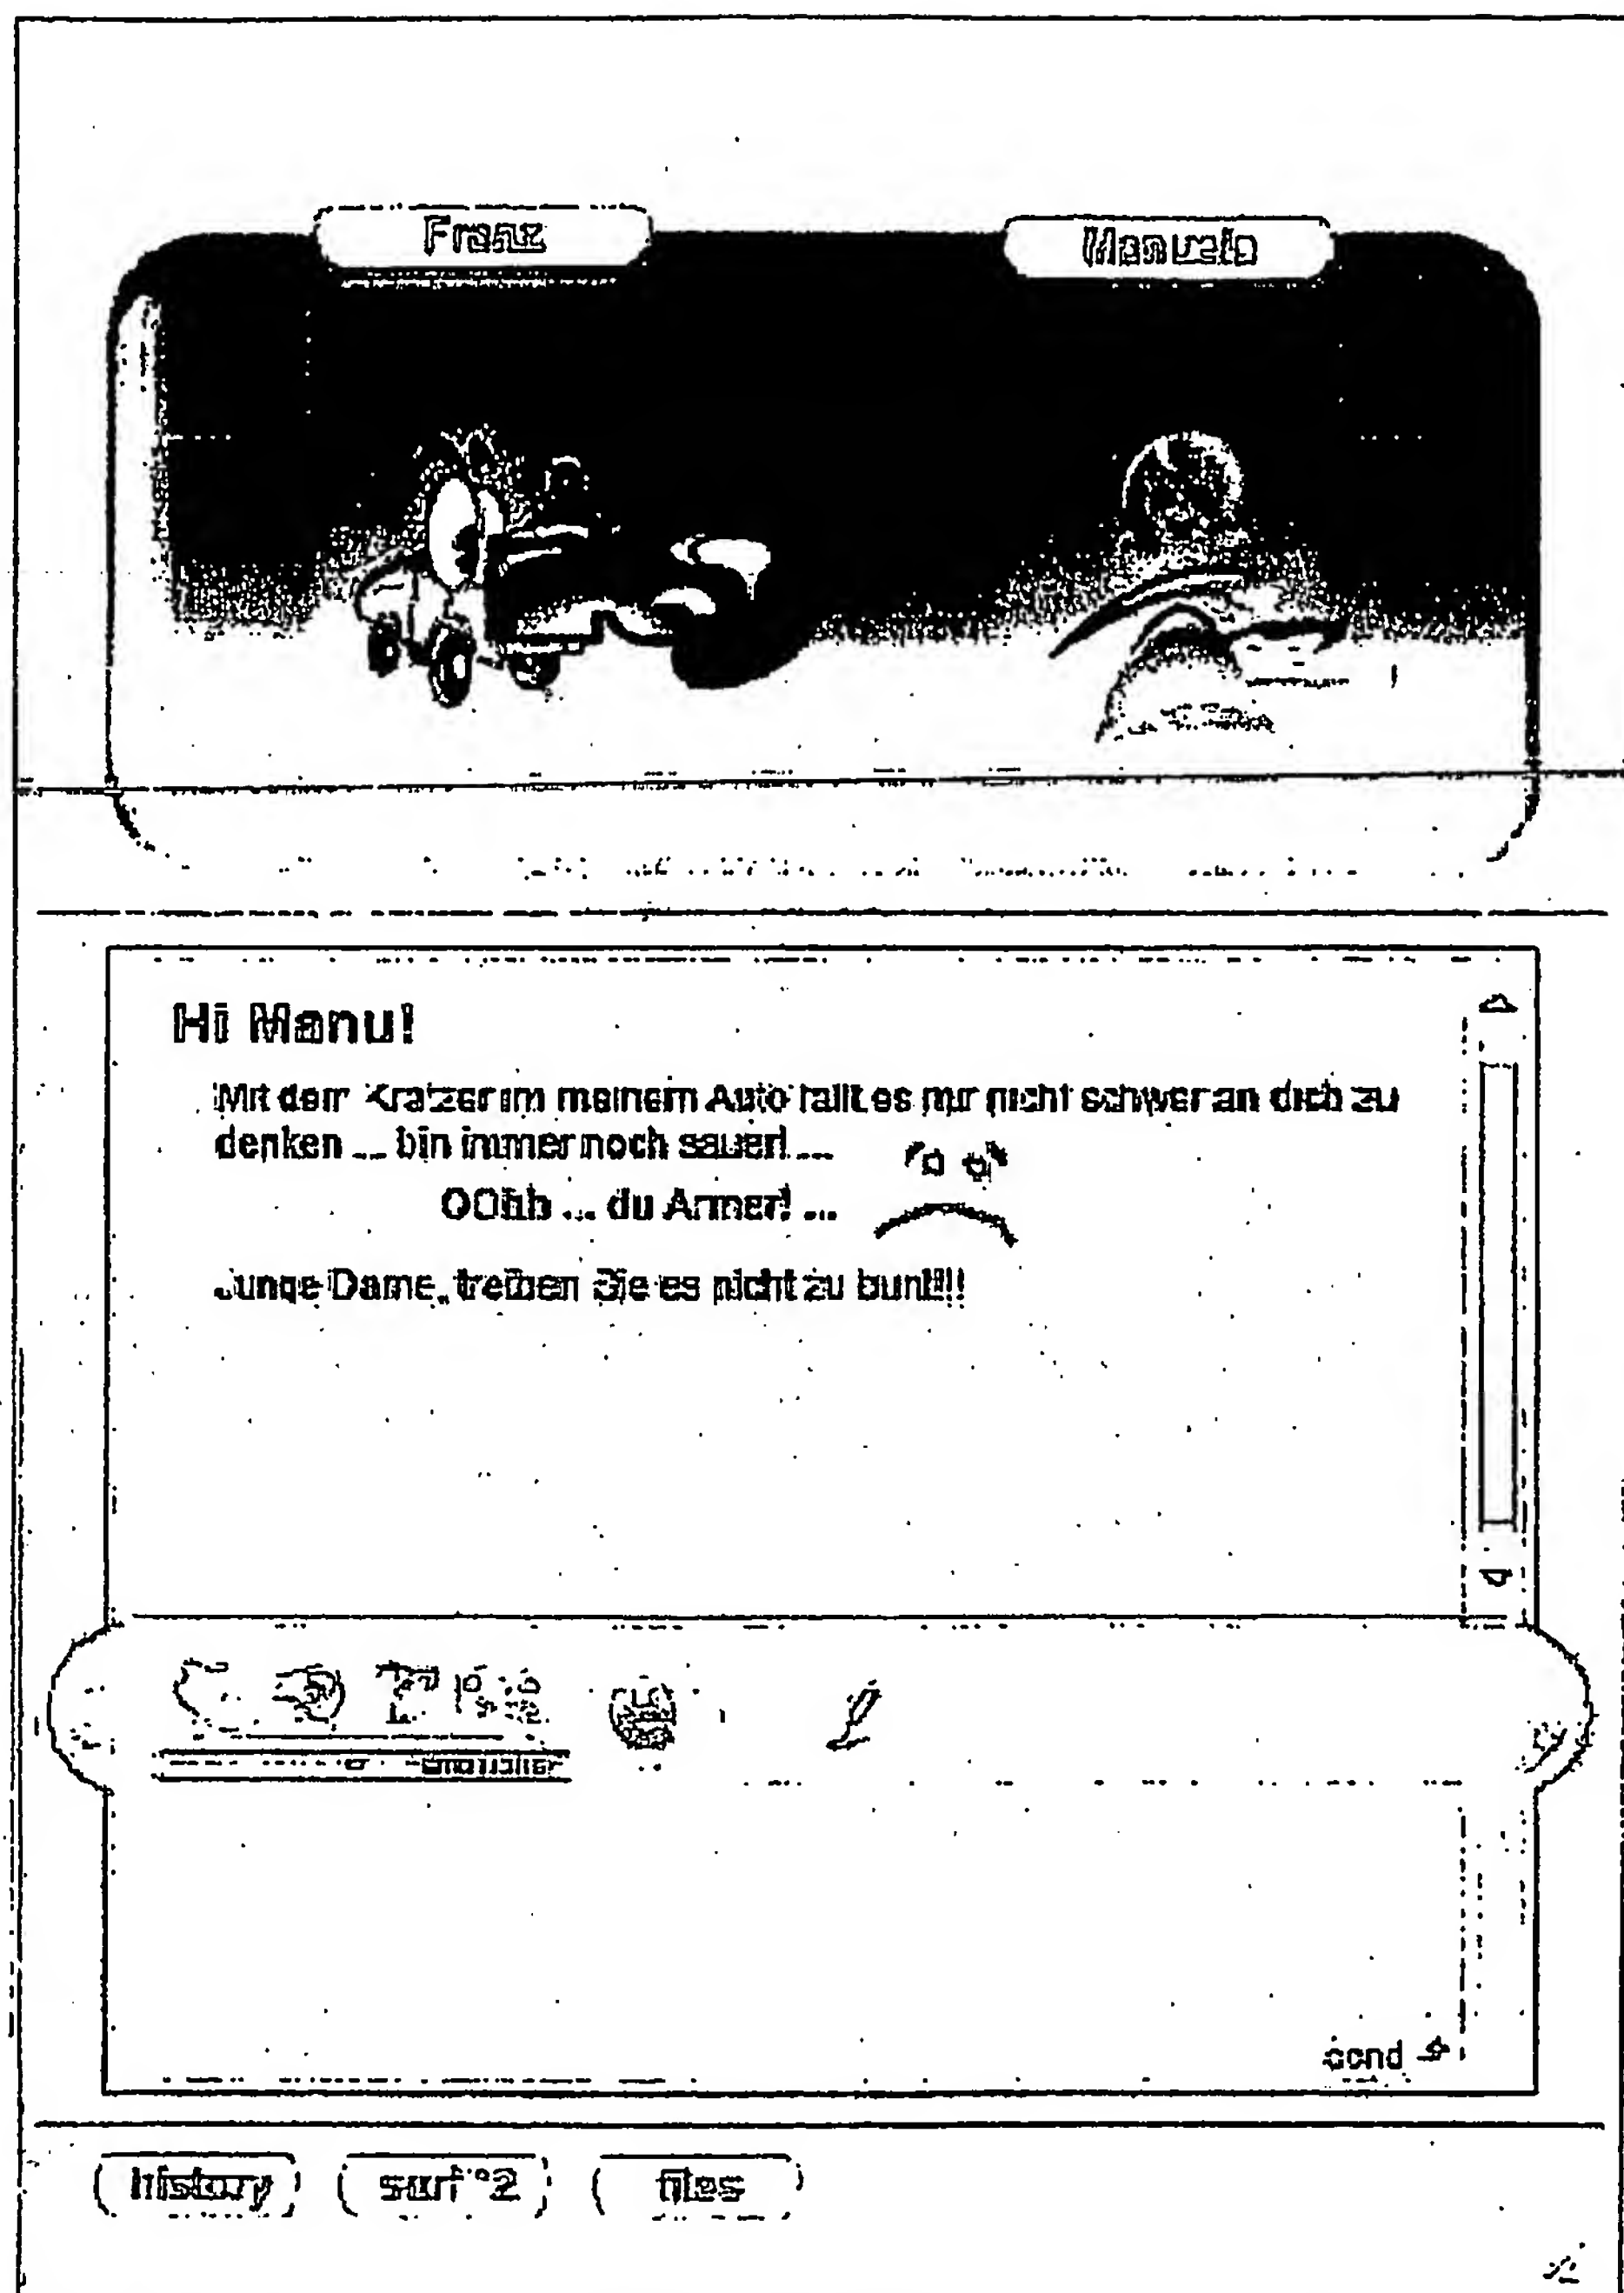 Franz
Manuela
Hi Manu!
Mit dem Kratzer im meinem Auto fällt es mir nicht schwer an dich zu
denken ... bin immer noch sauer! ...
OOhh ... du Armer! ...
Junge Dame, treiben Sie es nicht zu bunt!!!
send
history
surf °2
files